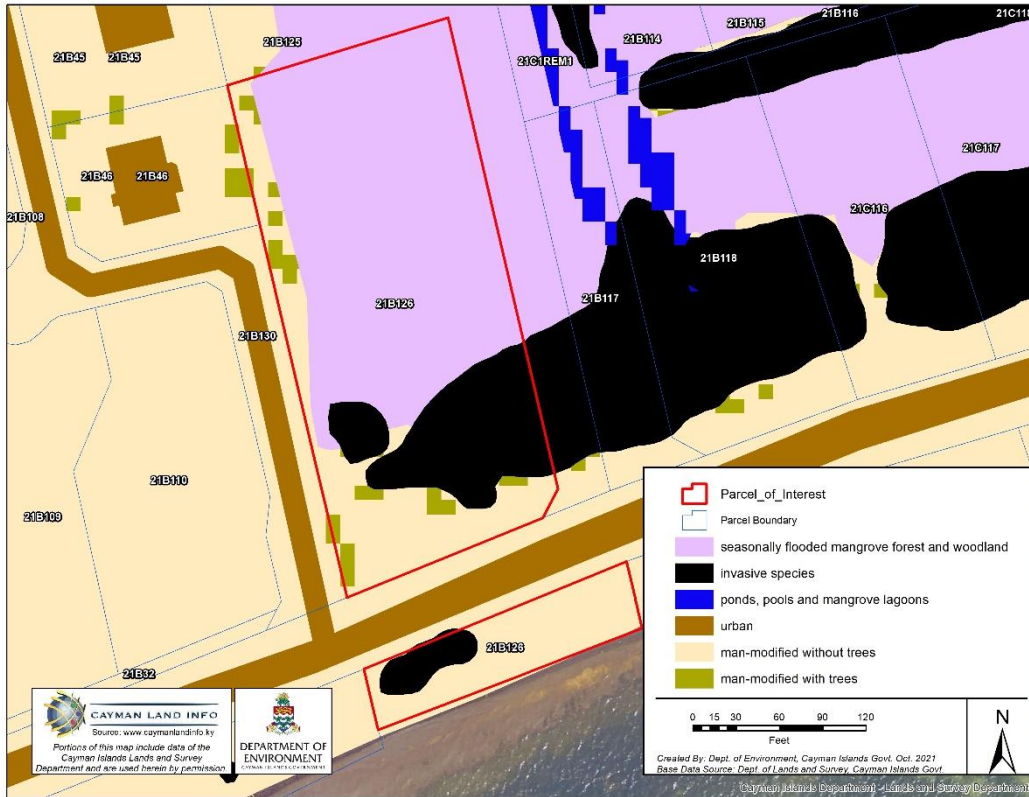 21B116
21C118
21B115
21B125
21B114
21B45
21B45
21C1REM1
21C117
21B46
21B46
21C116
21B108
21B118
21B126
21B117
21B130
21B110
21B109
21B126
21B32
Parcel_of_Interest
Parcel Boundary
seasonally flooded mangrove forest and woodland
invasive species
ponds, pools and mangrove lagoons
urban
man-modified without trees
man-modified with trees
0 15 30 60 90 120
Feet
N
Created By: Dept. of Environment, Cayman Islands Govt. Oct. 2021
Base Data Source: Dept. of Lands and Survey, Cayman Islands Govt.
CAYMAN LAND INFO
Source: www.caymanlandinfo.ky
Portions of this map include data of the
Cayman Islands Lands and Survey
Department and are used herein by permission
DEPARTMENT OF
ENVIRONMENT
CAYMAN ISLANDS GOVERNMENT
Cayman Islands Department - Lands and Survey Department